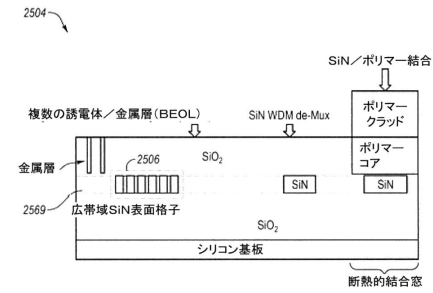 2504
SiN／ポリマー結合
複数の誘電体／金属層(BEOL)
SiN WDM de-Mux
ポリマー
クラッド
2506
SiO2
ポリマー
コア
金属層
SiN
SiN
2569
広帯域SiN表面格子
SiO2
シリコン基板
断熱的結合窓